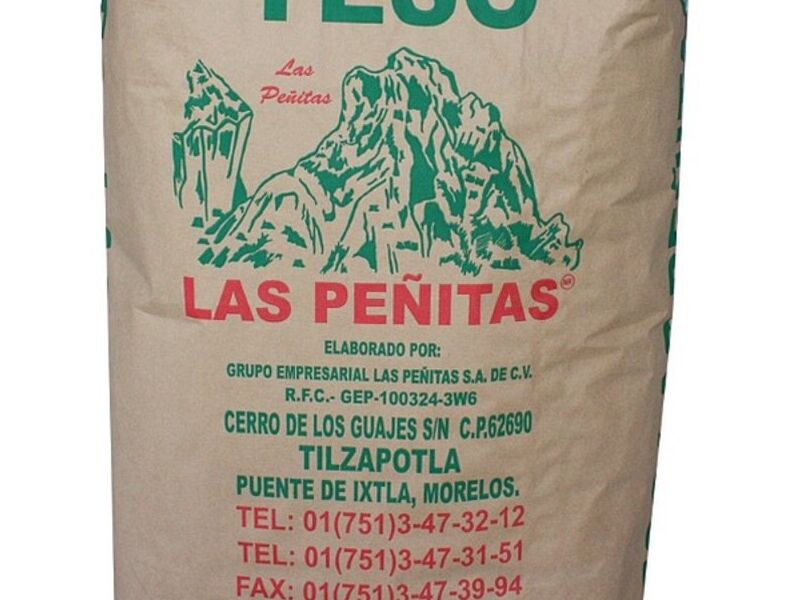 YESO
Las
Peñitas
LAS PEÑITAS MR
ELABORADO POR:
GRUPO EMPRESARIAL LAS PEÑITAS S.A. DE C.V.
R.F.C.- GEP-100324-3W6
CERRO DE LOS GUAJES S/N C.P.62690
TILZAPOTLA
PUENTE DE IXTLA, MORELOS.
TEL: 01(751)3-47-32-12
TEL: 01(751)3-47-31-51
FAX: 01(751)3-47-39-94